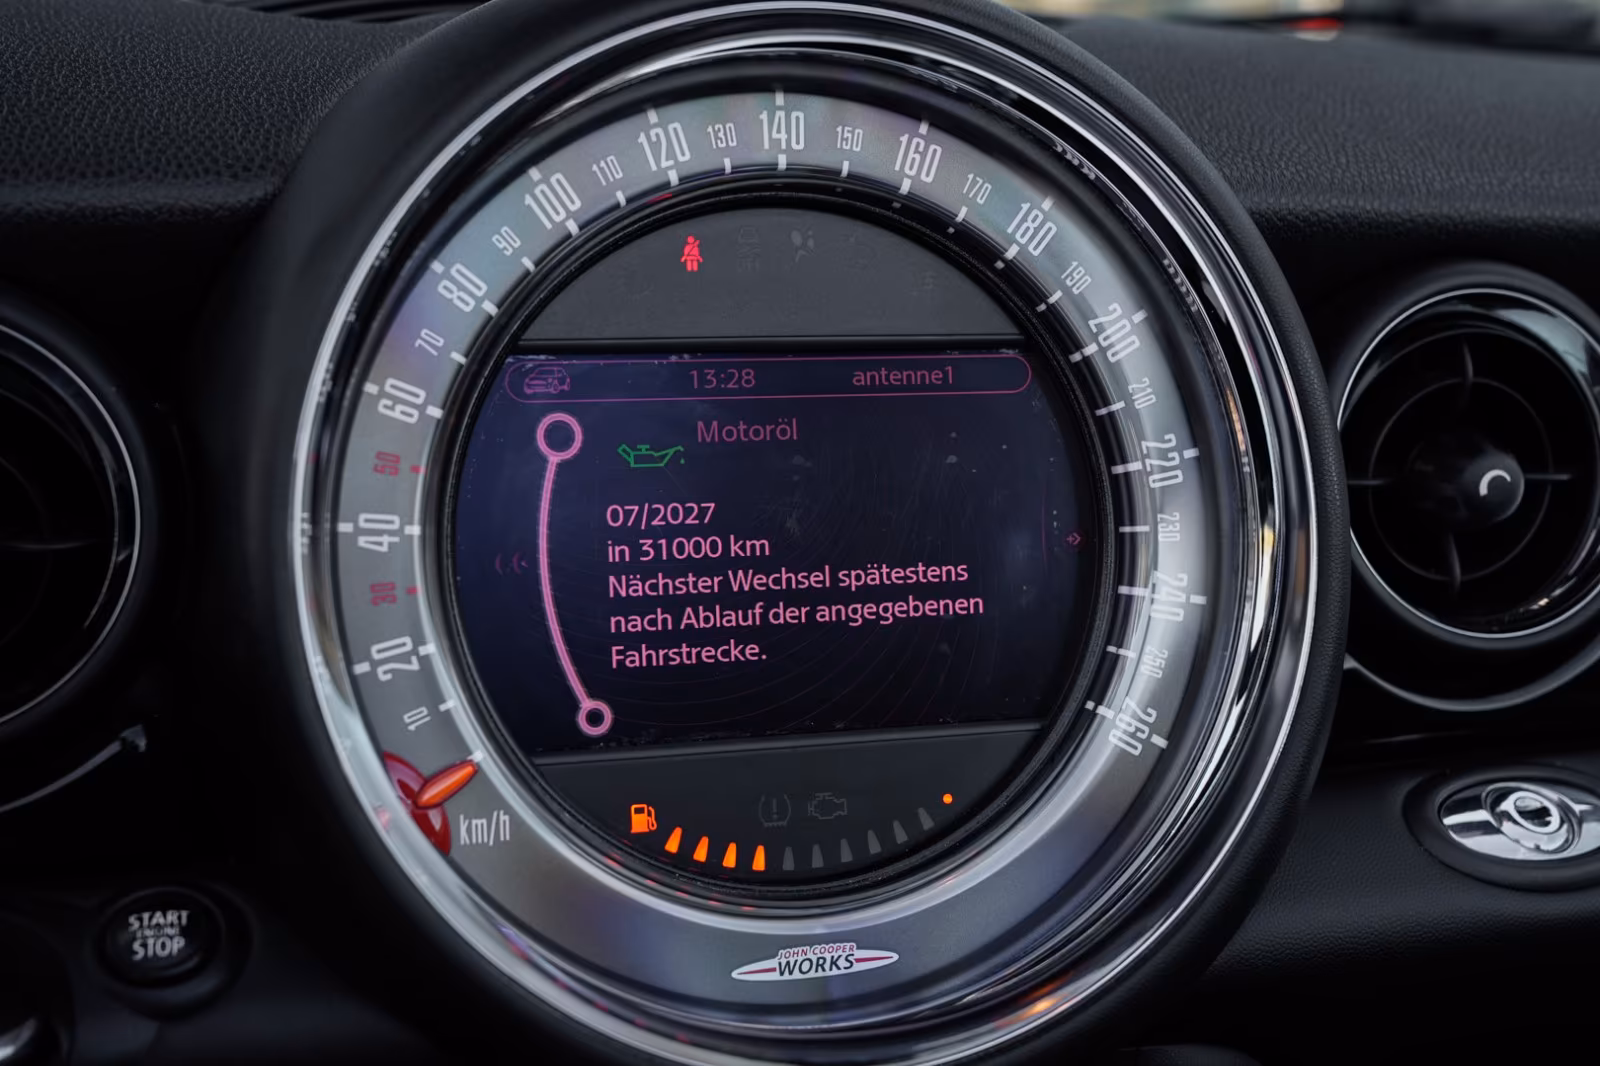 10
20
30
40
50
60
70
80
90
100
110
120
130
140
150
160
170
180
190
200
210
220
230
240
250
260
km/h
13:28 antenne1
Motoröl
07/2027
in 31000 km
Nächster Wechsel spätestens
nach Ablauf der angegebenen
Fahrstrecke.
START
ENGINE
STOP
JOHN COOPER
WORKS